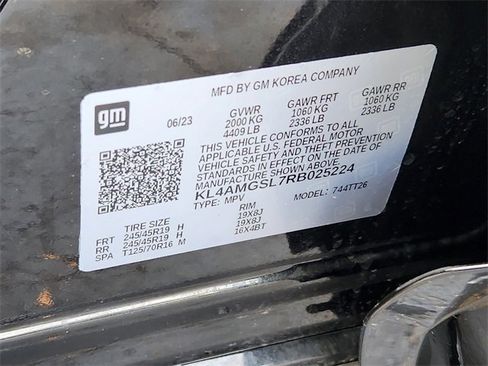 MFD BY GM KOREA COMPANY
gm
06/23 GVWR GAWR FRT GAWR RR
2000 KG 1060 KG 1060 KG
4409 LB 2336 LB 2336 LB
THIS VEHICLE CONFORMS TO ALL
APPLICABLE U.S. FEDERAL MOTOR
VEHICLE SAFETY AND THEFT PREVENTION
STANDARDS IN EFFECT ON THE DATE OF
MANUFACTURE SHOWN ABOVE.
KL4AMGSL7RB025224
TYPE: MPV MODEL: 744TT26
TIRE SIZE RIM
FRT 245/45R19 H 19X8J
RR 245/45R19 H 19X8J
SPA T125/70R16 M 16X4BT